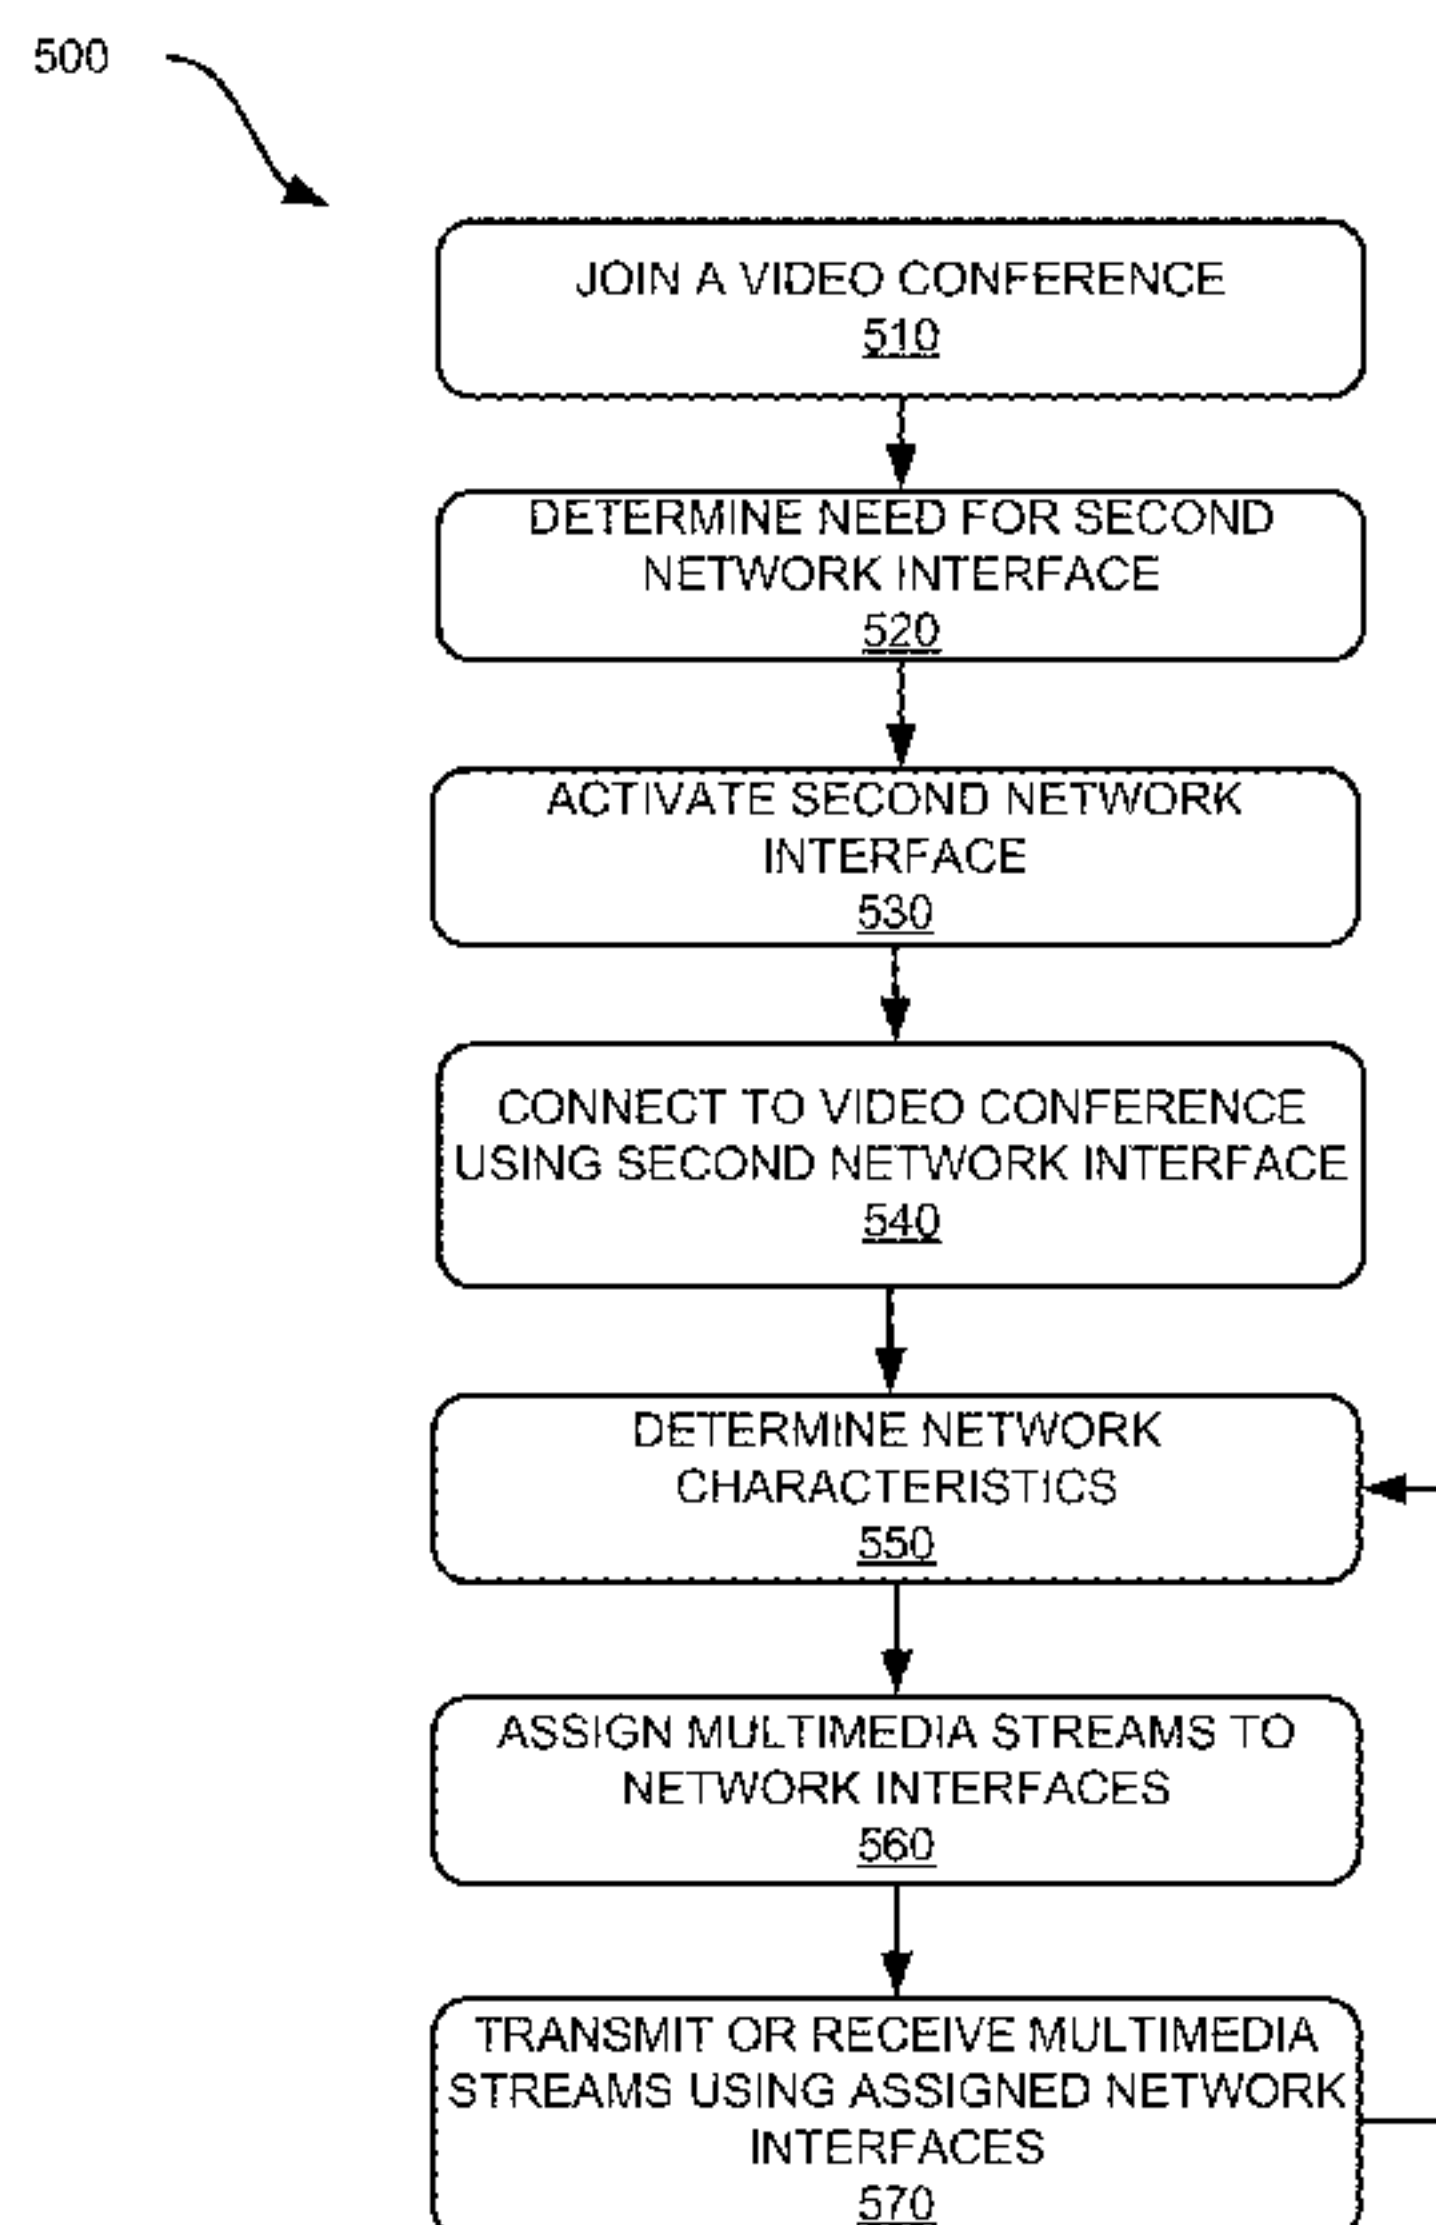 500
JOIN A VIDEO CONFERENCE
510
DETERMINE NEED FOR SECOND
NETWORK INTERFACE
520
ACTIVATE SECOND NETWORK
INTERFACE
530
CONNECT TO VIDEO CONFERENCE
USING SECOND NETWORK INTERFACE
540
DETERMINE NETWORK
CHARACTERISTICS
550
ASSIGN MULTIMEDIA STREAMS TO
NETWORK INTERFACES
560
TRANSMIT OR RECEIVE MULTIMEDIA
STREAMS USING ASSIGNED NETWORK
INTERFACES
570